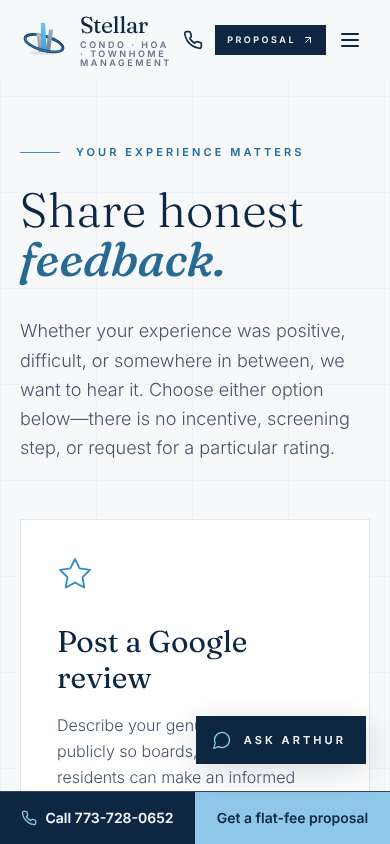 Stellar
CONDO · HOA
· TOWNHOME
MANAGEMENT
PROPOSAL
YOUR EXPERIENCE MATTERS
Share honest
feedback.
Whether your experience was positive,
difficult, or somewhere in between, we
want to hear it. Choose either option
below—there is no incentive, screening
step, or request for a particular rating.
Post a Google
review
Describe your
publicly so boards,
residents can make an informed
ASK ARTHUR
Call 773-728-0652
Get a flat-fee proposal